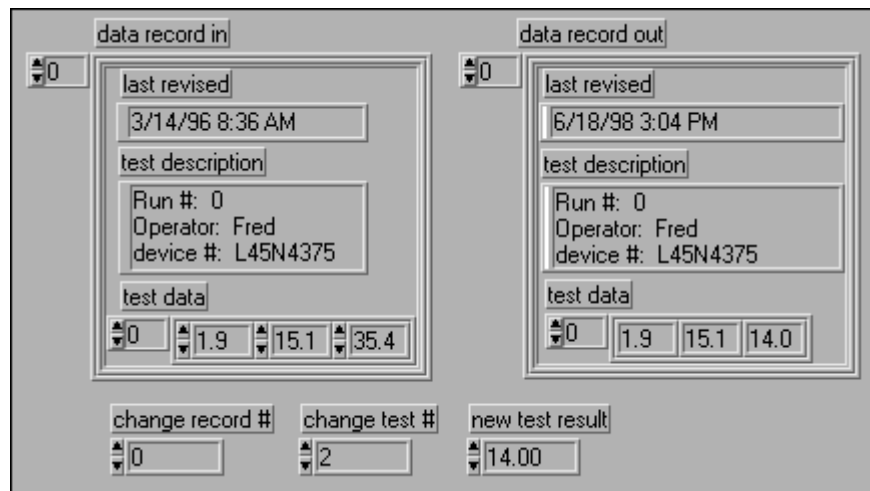 data record in
0
last revised
3/14/96 8:36 AM
test description
Run #: 0
Operator: Fred
device #: L45N4375
test data
0 1.9 15.1 35.4
data record out
0
last revised
6/18/98 3:04 PM
test description
Run #: 0
Operator: Fred
device #: L45N4375
test data
0 1.9 15.1 14.0
change record # change test # new test result
0 2 14.00